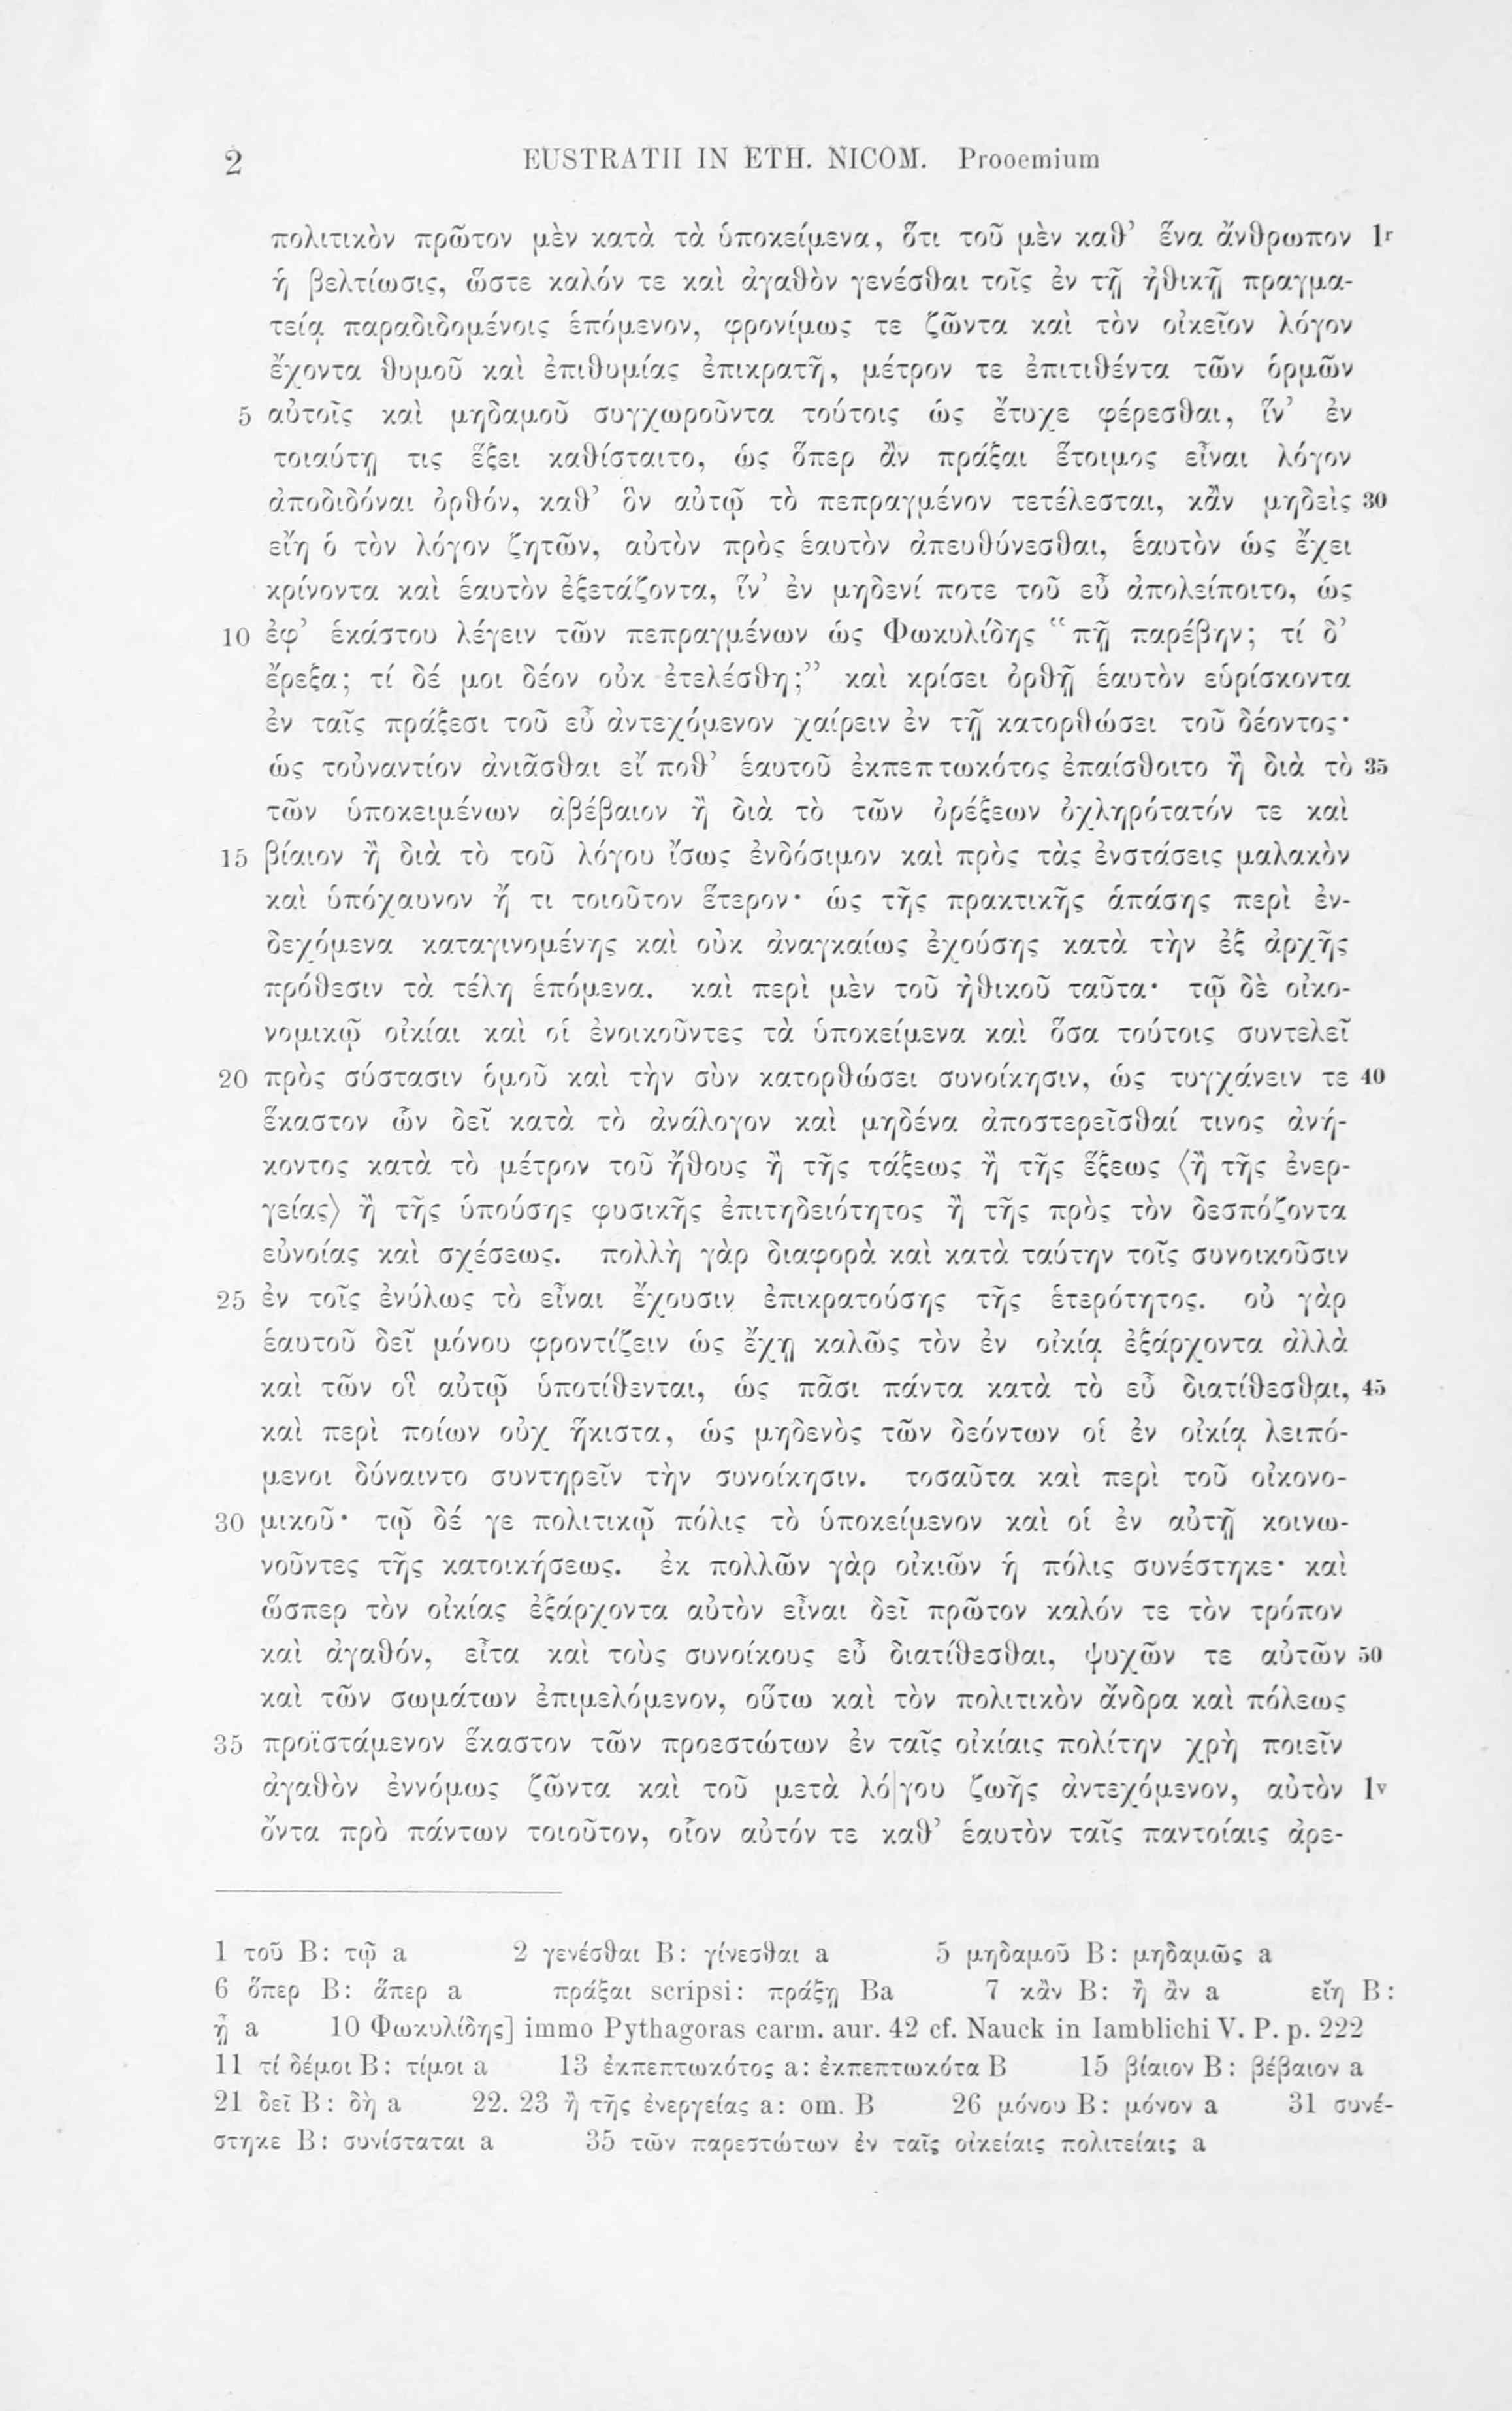 2 EUSTRATII IN ETH. NICOM. Prooemium
πολιτικὸν πρῶτον μὲν κατὰ τὰ ὑποκείμενα, ὅτι τοῦ μὲν καθ’ ἕνα ἄνθρωπον 1r
ἡ βελτίωσις, ὥστε καλόν τε καὶ ἀγαθὸν γενέσθαι τοῖς ἐν τῇ ἠθικῇ πραγμα-
τείᾳ παραδιδομένοις ἑπόμενον, φρονίμως τε ζῶντα καὶ τὸν οἰκεῖον λόγον
ἔχοντα θυμοῦ καὶ ἐπιθυμίας ἐπικρατῆ, μέτρον τε ἐπιτιθέντα τῶν ὁρμῶν
5 αὐτοῖς καὶ μηδαμοῦ συγχωροῦντα τούτοις ὡς ἔτυχε φέρεσθαι, ἵν’ ἐν
τοιαύτῃ τις ἕξει καθίσταιτο, ὡς ὅπερ ἂν πράξαι ἕτοιμος εἶναι λόγον
ἀποδιδόναι ὀρθόν, καθ’ ὃν αὐτῷ τὸ πεπραγμένον τετέλεσται, κἂν μηδεὶς 30
εἴη ὁ τὸν λόγον ζητῶν, αὐτὸν πρὸς ἑαυτὸν ἀπευθύνεσθαι, ἑαυτὸν ὡς ἔχει
κρίνοντα καὶ ἑαυτὸν ἐξετάζοντα, ἵν’ ἐν μηδενί ποτε τοῦ εὖ ἀπολείποιτο, ὡς
10 ἐφ’ ἑκάστου λέγειν τῶν πεπραγμένων ὡς Φωκυλίδης “πῇ παρέβην; τί δ’
ἔρεξα; τί δέ μοι δέον οὐκ ἐτελέσθη;” καὶ κρίσει ὀρθῇ ἑαυτὸν εὑρίσκοντα
ἐν ταῖς πράξεσι τοῦ εὖ ἀντεχόμενον χαίρειν ἐν τῇ κατορθώσει τοῦ δέοντος·
ὡς τοὐναντίον ἀνιᾶσθαι εἴ ποθ’ ἑαυτοῦ ἐκπεπτωκότος ἐπαίσθοιτο ἢ διὰ τὸ 35
τῶν ὑποκειμένων ἀβέβαιον ἢ διὰ τὸ τῶν ὀρέξεων ὀχληρότατόν τε καὶ
15 βίαιον ἢ διὰ τὸ τοῦ λόγου ἴσως ἐνδόσιμον καὶ πρὸς τὰς ἐνστάσεις μαλακὸν
καὶ ὑπόχαυνον ἤ τι τοιοῦτον ἕτερον· ὡς τῆς πρακτικῆς ἁπάσης περὶ ἐν-
δεχόμενα καταγινομένης καὶ οὐκ ἀναγκαίως ἐχούσης κατὰ τὴν ἐξ ἀρχῆς
πρόθεσιν τὰ τέλη ἑπόμενα. καὶ περὶ μὲν τοῦ ἠθικοῦ ταῦτα· τῷ δὲ οἰκο-
νομικῷ οἰκίαι καὶ οἱ ἐνοικοῦντες τὰ ὑποκείμενα καὶ ὅσα τούτοις συντελεῖ
20 πρὸς σύστασιν ὁμοῦ καὶ τὴν σὺν κατορθώσει συνοίκησιν, ὡς τυγχάνειν τε 40
ἕκαστον ὧν δεῖ κατὰ τὸ ἀνάλογον καὶ μηδένα ἀποστερεῖσθαί τινος ἀνή-
κοντος κατὰ τὸ μέτρον τοῦ ἤθους ἢ τῆς τάξεως ἢ τῆς ἕξεως ⟨ἢ τῆς ἐνερ-
γείας⟩ ἢ τῆς ὑπούσης φυσικῆς ἐπιτηδειότητος ἢ τῆς πρὸς τὸν δεσπόζοντα
εὐνοίας καὶ σχέσεως. πολλὴ γὰρ διαφορὰ καὶ κατὰ ταύτην τοῖς συνοικοῦσιν
25 ἐν τοῖς ἐνύλως τὸ εἶναι ἔχουσιν ἐπικρατούσης τῆς ἑτερότητος. οὐ γὰρ
ἑαυτοῦ δεῖ μόνου φροντίζειν ὡς ἔχῃ καλῶς τὸν ἐν οἰκίᾳ ἐξάρχοντα ἀλλὰ
καὶ τῶν οἳ αὐτῷ ὑποτίθενται, ὡς πᾶσι πάντα κατὰ τὸ εὖ διατίθεσθαι, 45
καὶ περὶ ποίων οὐχ ἥκιστα, ὡς μηδενὸς τῶν δεόντων οἱ ἐν οἰκίᾳ λειπό-
μενοι δύναιντο συντηρεῖν τὴν συνοίκησιν. τοσαῦτα καὶ περὶ τοῦ οἰκονο-
30 μικοῦ· τῷ δέ γε πολιτικῷ πόλις τὸ ὑποκείμενον καὶ οἱ ἐν αὐτῇ κοινω-
νοῦντες τῆς κατοικήσεως. ἐκ πολλῶν γὰρ οἰκιῶν ἡ πόλις συνέστηκε· καὶ
ὥσπερ τὸν οἰκίας ἐξάρχοντα αὐτὸν εἶναι δεῖ πρῶτον καλόν τε τὸν τρόπον
καὶ ἀγαθόν, εἶτα καὶ τοὺς συνοίκους εὖ διατίθεσθαι, ψυχῶν τε αὐτῶν 50
καὶ τῶν σωμάτων ἐπιμελόμενον, οὕτω καὶ τὸν πολιτικὸν ἄνδρα καὶ πόλεως
35 προϊστάμενον ἕκαστον τῶν προεστώτων ἐν ταῖς οἰκίαις πολίτην χρὴ ποιεῖν
ἀγαθὸν ἐννόμως ζῶντα καὶ τοῦ μετὰ λό|γου ζωῆς ἀντεχόμενον, αὐτὸν 1v
ὄντα πρὸ πάντων τοιοῦτον, οἷον αὐτόν τε καθ’ ἑαυτὸν ταῖς παντοίαις ἀρε-
1 τοῦ B: τῷ a 2 γενέσθαι B: γίνεσθαι a 5 μηδαμοῦ B: μηδαμῶς a
6 ὅπερ B: ἅπερ a πράξαι scripsi: πράξῃ Ba 7 κἂν B: ἢ ἂν a εἴη B:
ᾖ a 10 Φωκυλίδης] immo Pythagoras carm. aur. 42 cf. Nauck in Iamblichi V. P. p. 222
11 τί δέμοι B: τίμοι a 13 ἐκπεπτωκότος a: ἐκπεπτωκότα B 15 βίαιον B: βέβαιον a
21 δεῖ B: δὴ a 22. 23 ἢ τῆς ἐνεργείας a: om. B 26 μόνου B: μόνον a 31 συνέ-
στηκε B: συνίσταται a 35 τῶν παρεστώτων ἐν ταῖς οἰκείαις πολιτείαις a